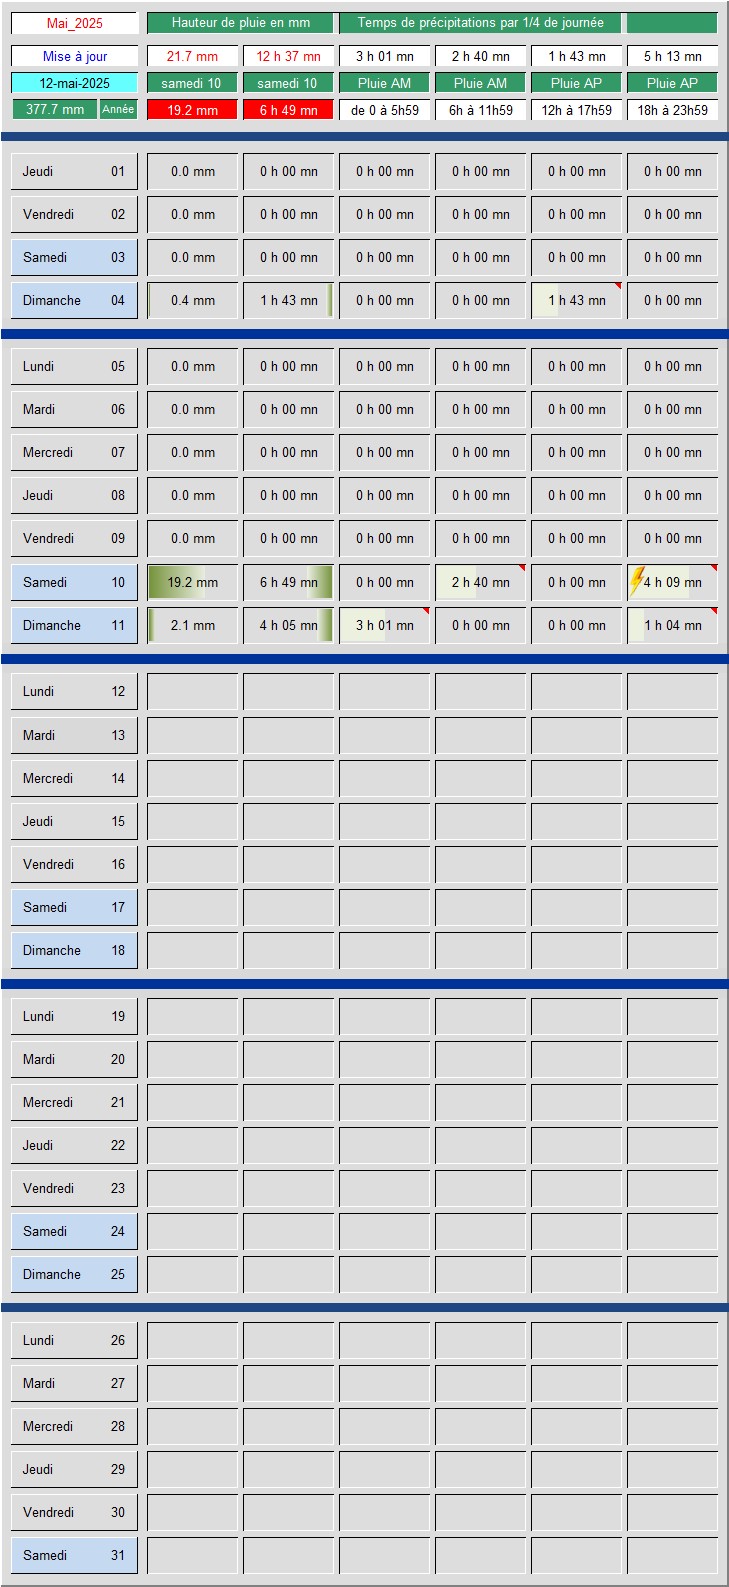 Mai_2025 Hauteur de pluie en mm Temps de précipitations par 1/4 de journée
Mise à jour 21.7 mm 12 h 37 mn 3 h 01 mn 2 h 40 mn 1 h 43 mn 5 h 13 mn
12-mai-2025 samedi 10 samedi 10 Pluie AM Pluie AM Pluie AP Pluie AP
377.7 mm Année 19.2 mm 6 h 49 mn de 0 à 5h59 6h à 11h59 12h à 17h59 18h à 23h59
Jeudi 01 0.0 mm 0 h 00 mn 0 h 00 mn 0 h 00 mn 0 h 00 mn 0 h 00 mn
Vendredi 02 0.0 mm 0 h 00 mn 0 h 00 mn 0 h 00 mn 0 h 00 mn 0 h 00 mn
Samedi 03 0.0 mm 0 h 00 mn 0 h 00 mn 0 h 00 mn 0 h 00 mn 0 h 00 mn
Dimanche 04 0.4 mm 1 h 43 mn 0 h 00 mn 0 h 00 mn 1 h 43 mn 0 h 00 mn
Lundi 05 0.0 mm 0 h 00 mn 0 h 00 mn 0 h 00 mn 0 h 00 mn 0 h 00 mn
Mardi 06 0.0 mm 0 h 00 mn 0 h 00 mn 0 h 00 mn 0 h 00 mn 0 h 00 mn
Mercredi 07 0.0 mm 0 h 00 mn 0 h 00 mn 0 h 00 mn 0 h 00 mn 0 h 00 mn
Jeudi 08 0.0 mm 0 h 00 mn 0 h 00 mn 0 h 00 mn 0 h 00 mn 0 h 00 mn
Vendredi 09 0.0 mm 0 h 00 mn 0 h 00 mn 0 h 00 mn 0 h 00 mn 0 h 00 mn
Samedi 10 19.2 mm 6 h 49 mn 0 h 00 mn 2 h 40 mn 0 h 00 mn 4 h 09 mn
Dimanche 11 2.1 mm 4 h 05 mn 3 h 01 mn 0 h 00 mn 0 h 00 mn 1 h 04 mn
Lundi 12
Mardi 13
Mercredi 14
Jeudi 15
Vendredi 16
Samedi 17
Dimanche 18
Lundi 19
Mardi 20
Mercredi 21
Jeudi 22
Vendredi 23
Samedi 24
Dimanche 25
Lundi 26
Mardi 27
Mercredi 28
Jeudi 29
Vendredi 30
Samedi 31